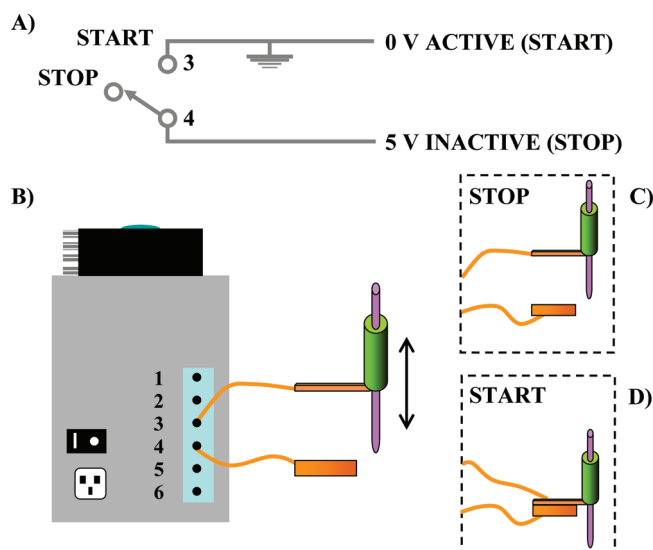 A)
START
3
0 V ACTIVE (START)
STOP
4
5 V INACTIVE (STOP)
B)
1
2
3
4
5
6
STOP
C)
START
D)